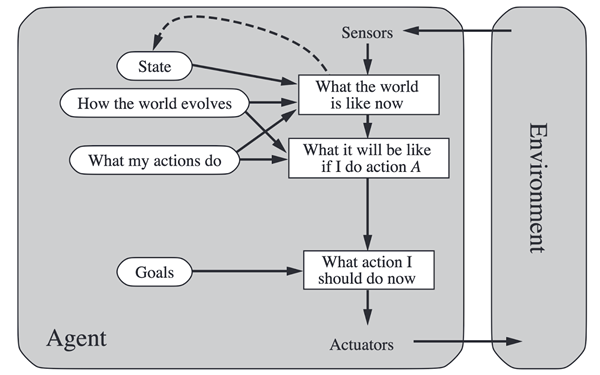 Sensors
State
What the world
is like now
How the world evolves
What my actions do
What it will be like
if I do action A
Goals
What action I
should do now
Agent
Actuators
Environment